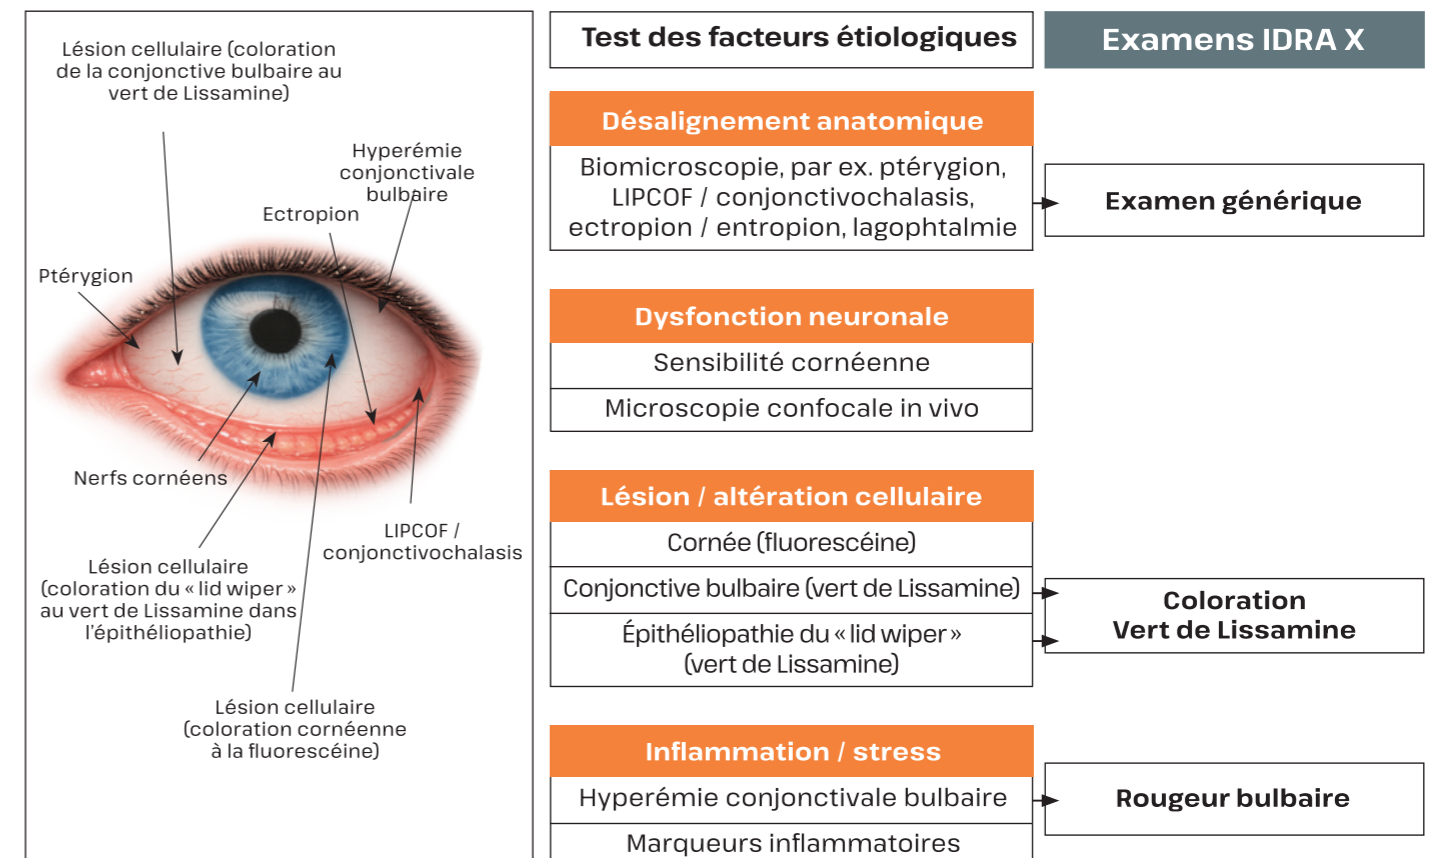 Lésion cellulaire (coloration
de la conjonctive bulbaire au
vert de Lissamine)
Hyperémie
conjonctivale
bulbaire
Ectropion
Ptérygion
Nerfs cornéens
LIPCOF /
conjonctivochalasis
Lésion cellulaire
(coloration du « lid wiper »
au vert de Lissamine dans
l'épithéliopathie)
Lésion cellulaire
(coloration cornéenne
à la fluorescéine)
Test des facteurs étiologiques
Examens IDRA X
Désalignement anatomique
Biomicroscopie, par ex. ptérygion,
LIPCOF / conjonctivochalasis,
ectropion / entropion, lagophtalmie
Examen générique
Dysfonction neuronale
Sensibilité cornéenne
Microscopie confocale in vivo
Lésion / altération cellulaire
Cornée (fluorescéine)
Conjonctive bulbaire (vert de Lissamine)
Épithéliopathie du « lid wiper »
(vert de Lissamine)
Coloration
Vert de Lissamine
Inflammation / stress
Hyperémie conjonctivale bulbaire
Rougeur bulbaire
Marqueurs inflammatoires